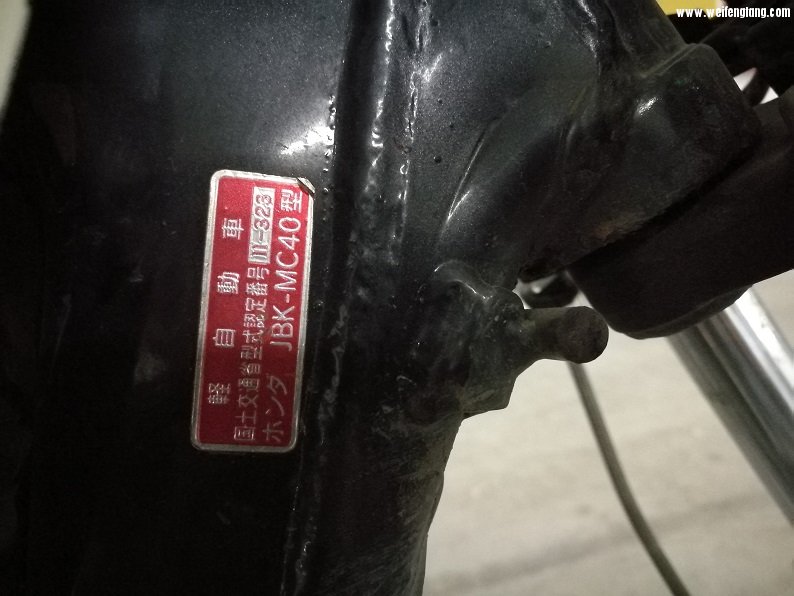 www.weifengtang.com
軽自動車
国土交通省型式認定番号 III-323
ホンダ JBK-MC40型